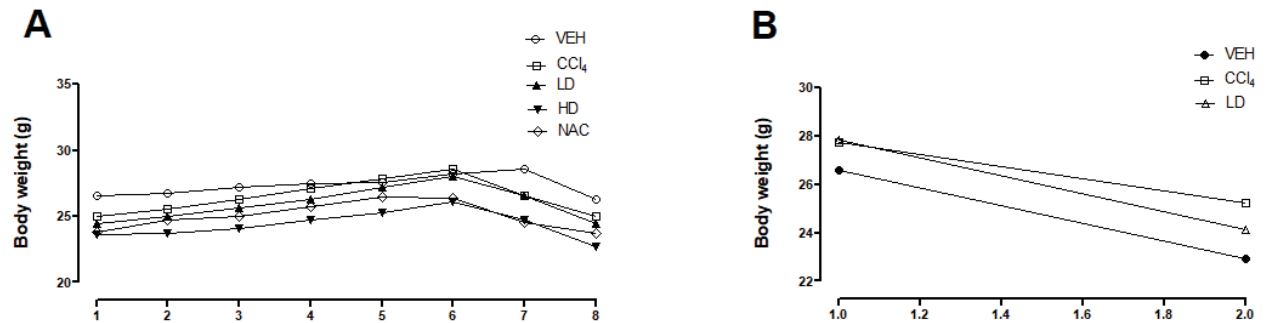 A
VEH
CCl₄
LD
HD
NAC
Body weight (g)
35
30
25
20
1 2 3 4 5 6 7 8
B
VEH
CCl₄
LD
Body weight (g)
30
28
26
24
22
1.0 1.2 1.4 1.6 1.8 2.0